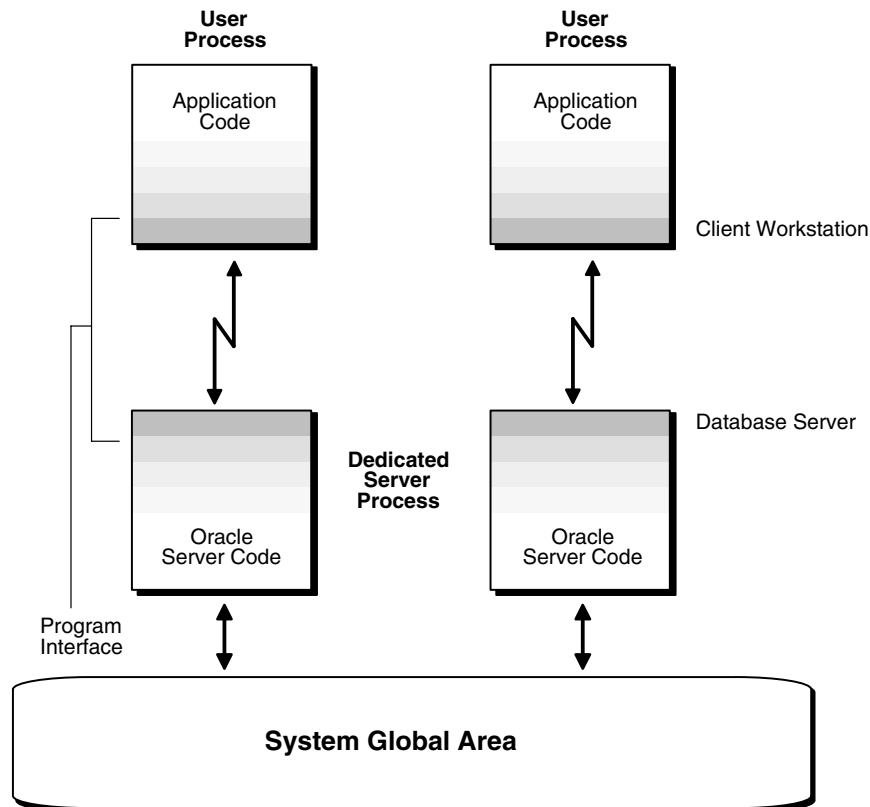 User
Process
User
Process
Application
Code
Application
Code
Client Workstation
Database Server
Dedicated
Server
Process
Oracle
Server Code
Oracle
Server Code
Program
Interface
System Global Area